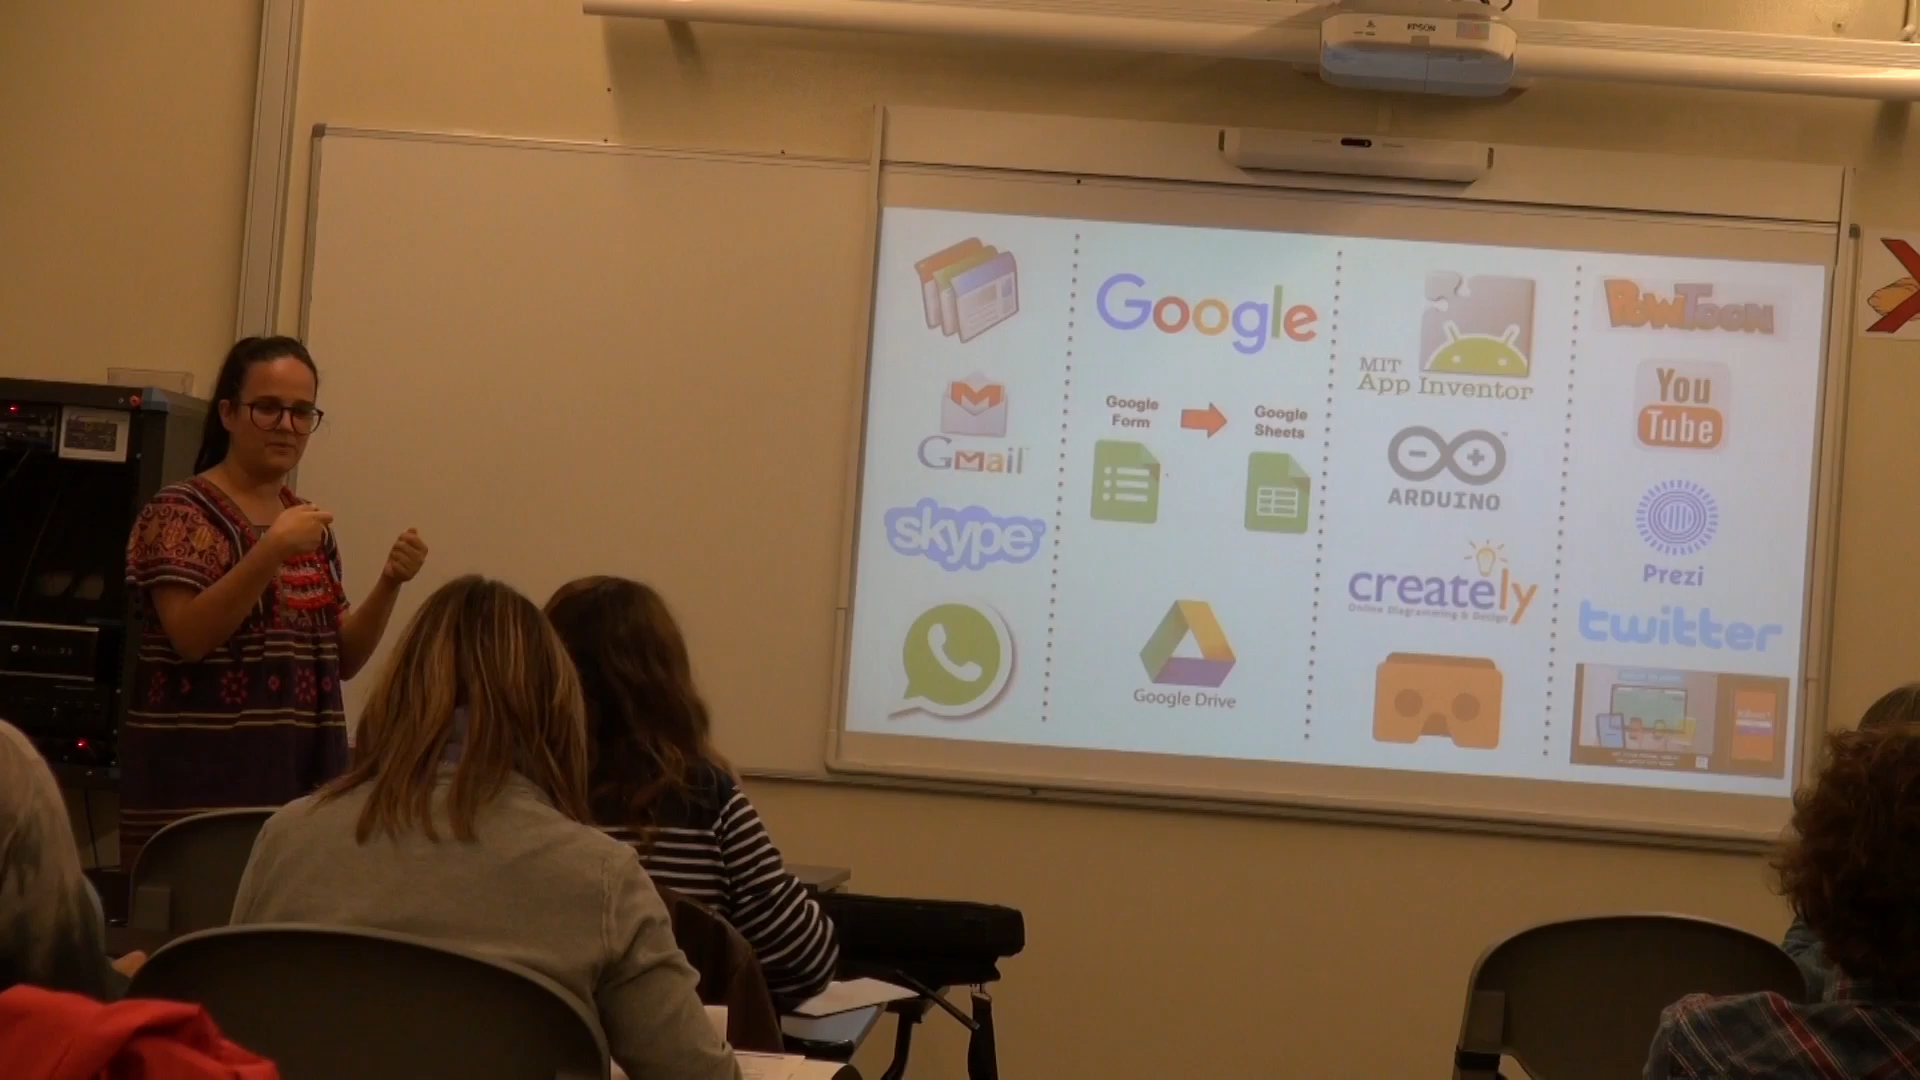 EPSON
Gmail
skype
Google
Google
Form
Google
Sheets
Google Drive
MIT
App Inventor
ARDUINO
creately
Online Diagramming & Design
PowToon
You
Tube
Prezi
twitter